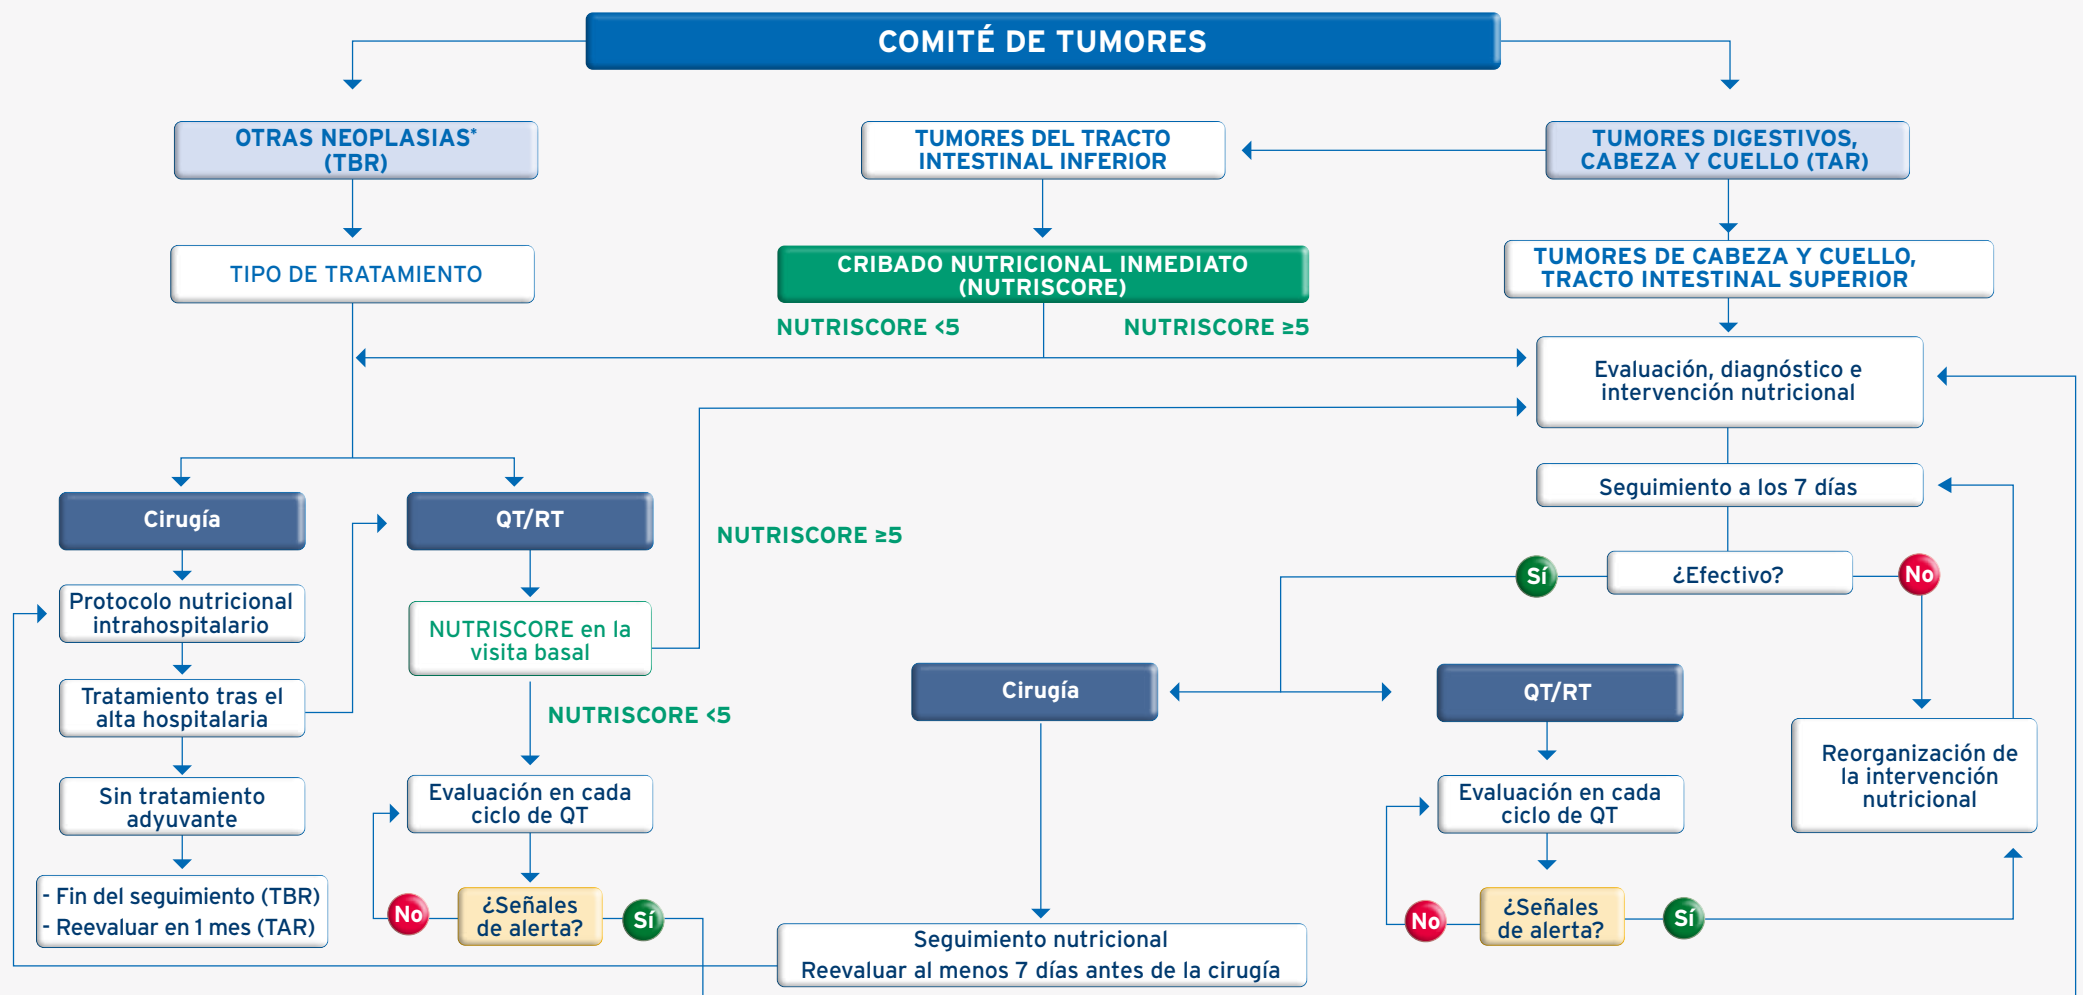 COMITÉ DE TUMORES
OTRAS NEOPLASIAS*
(TBR)
TUMORES DEL TRACTO
INTESTINAL INFERIOR
TUMORES DIGESTIVOS,
CABEZA Y CUELLO (TAR)
TIPO DE TRATAMIENTO
CRIBADO NUTRICIONAL INMEDIATO
(NUTRISCORE)
TUMORES DE CABEZA Y CUELLO,
TRACTO INTESTINAL SUPERIOR
NUTRISCORE <5
NUTRISCORE ≥5
Evaluación, diagnóstico e
intervención nutricional
Seguimiento a los 7 días
¿Efectivo?
Sí
No
Cirugía
QT/RT
NUTRISCORE ≥5
Protocolo nutricional
intrahospitalario
NUTRISCORE en la
visita basal
Tratamiento tras el
alta hospitalaria
NUTRISCORE <5
Sin tratamiento
adyuvante
Evaluación en cada
ciclo de QT
- Fin del seguimiento (TBR)
- Reevaluar en 1 mes (TAR)
No
¿Señales
de alerta?
Sí
Cirugía
QT/RT
Reorganización de
la intervención
nutricional
Evaluación en cada
ciclo de QT
No
¿Señales
de alerta?
Sí
Seguimiento nutricional
Reevaluar al menos 7 días antes de la cirugía